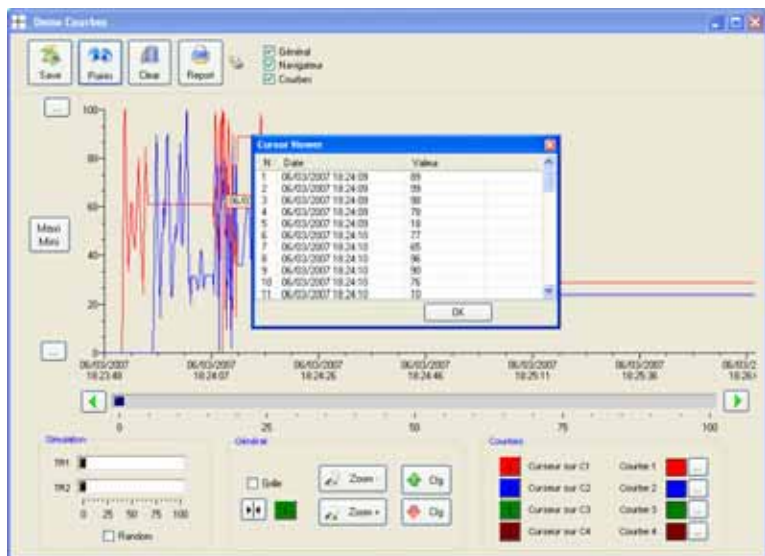 Demo Courbes
Save Points Clear Report
Général
Navigateur
Courbes
...
100
80
60
40
20
0
Maxi
Mini
...
Cursor Viewer
N Date Valeur
1 06/03/2007 18:24:09 89
2 06/03/2007 18:24:09 99
3 06/03/2007 18:24:09 98
4 06/03/2007 18:24:09 79
5 06/03/2007 18:24:09 18
6 06/03/2007 18:24:10 77
7 06/03/2007 18:24:10 65
8 06/03/2007 18:24:10 96
9 06/03/2007 18:24:10 90
10 06/03/2007 18:24:10 76
11 06/03/2007 18:24:10 10
OK
06/03/2007 06/03/2007 06/03/2007 06/03/2007 06/03/2007 06/03/2007 06/03/2
18:23:48 18:24:07 18:24:26 18:24:46 18:25:11 18:25:36 18:26:
0 25 50 75 100
Simulation
TR1
TR2
0 25 50 75 100
Random
Général
Grille
Zoom -
Zoom +
Clg
Clg
Courbes
Curseur sur C1 Courbe 1 ...
Curseur sur C2 Courbe 2 ...
Curseur sur C3 Courbe 3 ...
Curseur sur C4 Courbe 4 ...